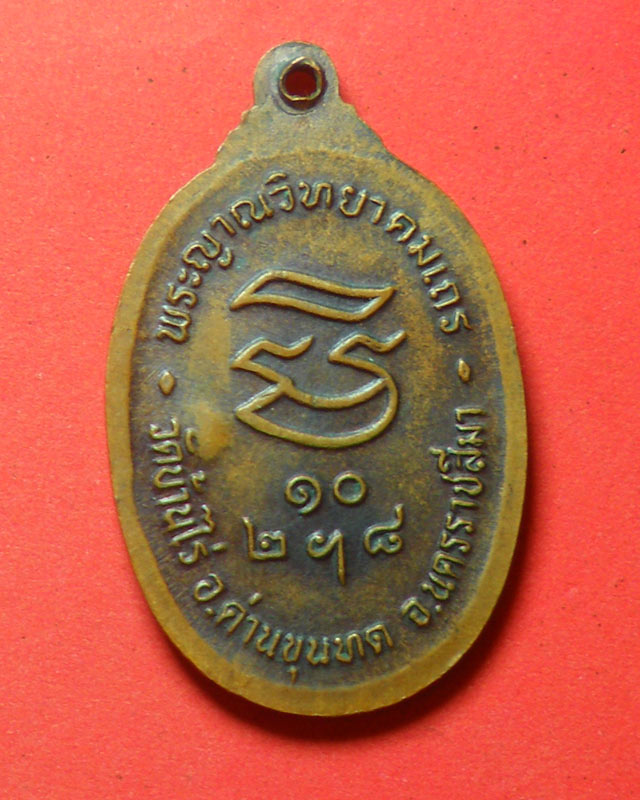 พระญาณวิทยาคมเถร
๑๐
๒ ๗ ๘
วัดบ้านไร่ อ.ด่านขุนทด จ.นครราชสีมา